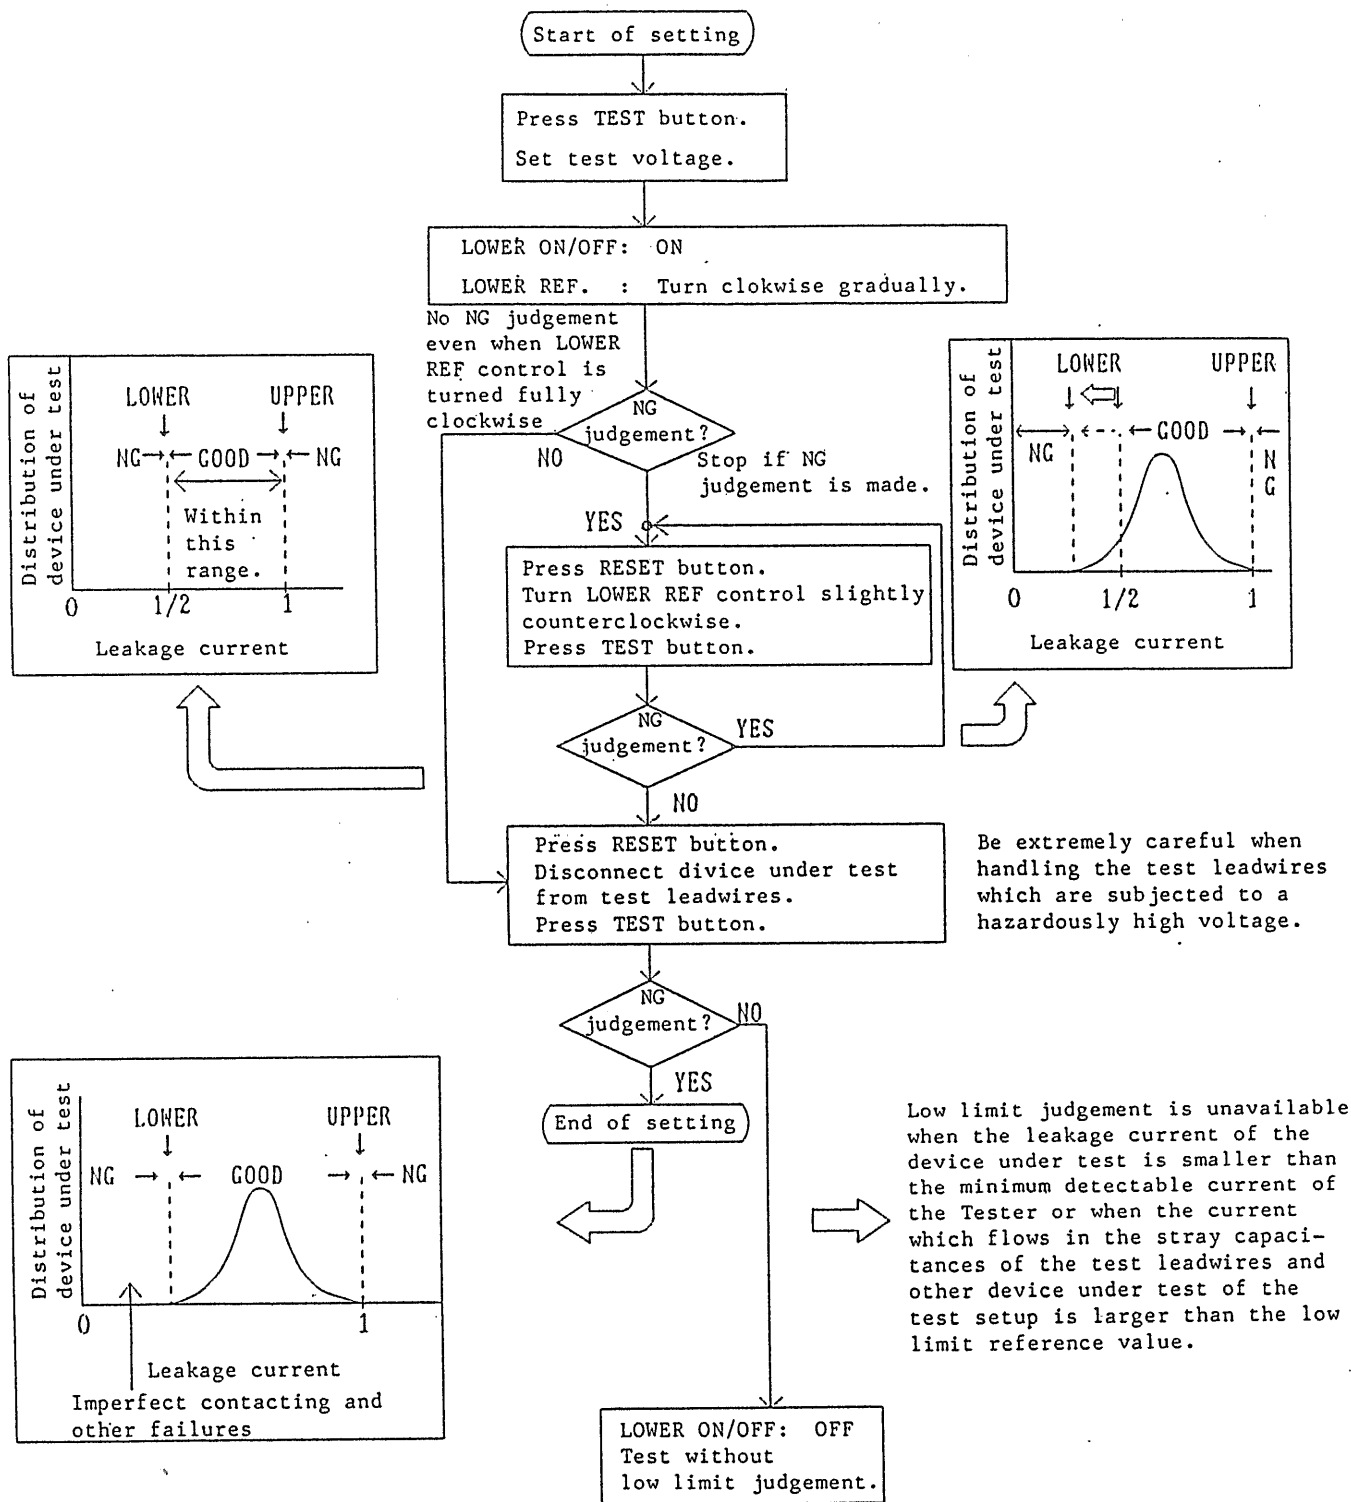 Start of setting
Press TEST button.
Set test voltage.
LOWER ON/OFF: ON
LOWER REF. : Turn clokwise gradually.
No NG judgement
even when LOWER
REF control is
turned fully
clockwise
NG
judgement?
NO
Stop if NG
judgement is made.
YES
Distribution of
device under test
LOWER UPPER
NG GOOD NG
Within
this
range.
0 1/2 1
Leakage current
Distribution of
device under test
LOWER UPPER
GOOD
NG
N
G
0 1/2 1
Leakage current
Press RESET button.
Turn LOWER REF control slightly
counterclockwise.
Press TEST button.
NG
judgement?
YES
NO
Press RESET button.
Disconnect divice under test
from test leadwires.
Press TEST button.
Be extremely careful when
handling the test leadwires
which are subjected to a
hazardously high voltage.
NG
judgement?
NO
YES
End of setting
Distribution of
device under test
LOWER UPPER
NG GOOD NG
0 1
Leakage current
Imperfect contacting and
other failures
Low limit judgement is unavailable
when the leakage current of the
device under test is smaller than
the minimum detectable current of
the Tester or when the current
which flows in the stray capaci-
tances of the test leadwires and
other device under test of the
test setup is larger than the low
limit reference value.
LOWER ON/OFF: OFF
Test without
low limit judgement.